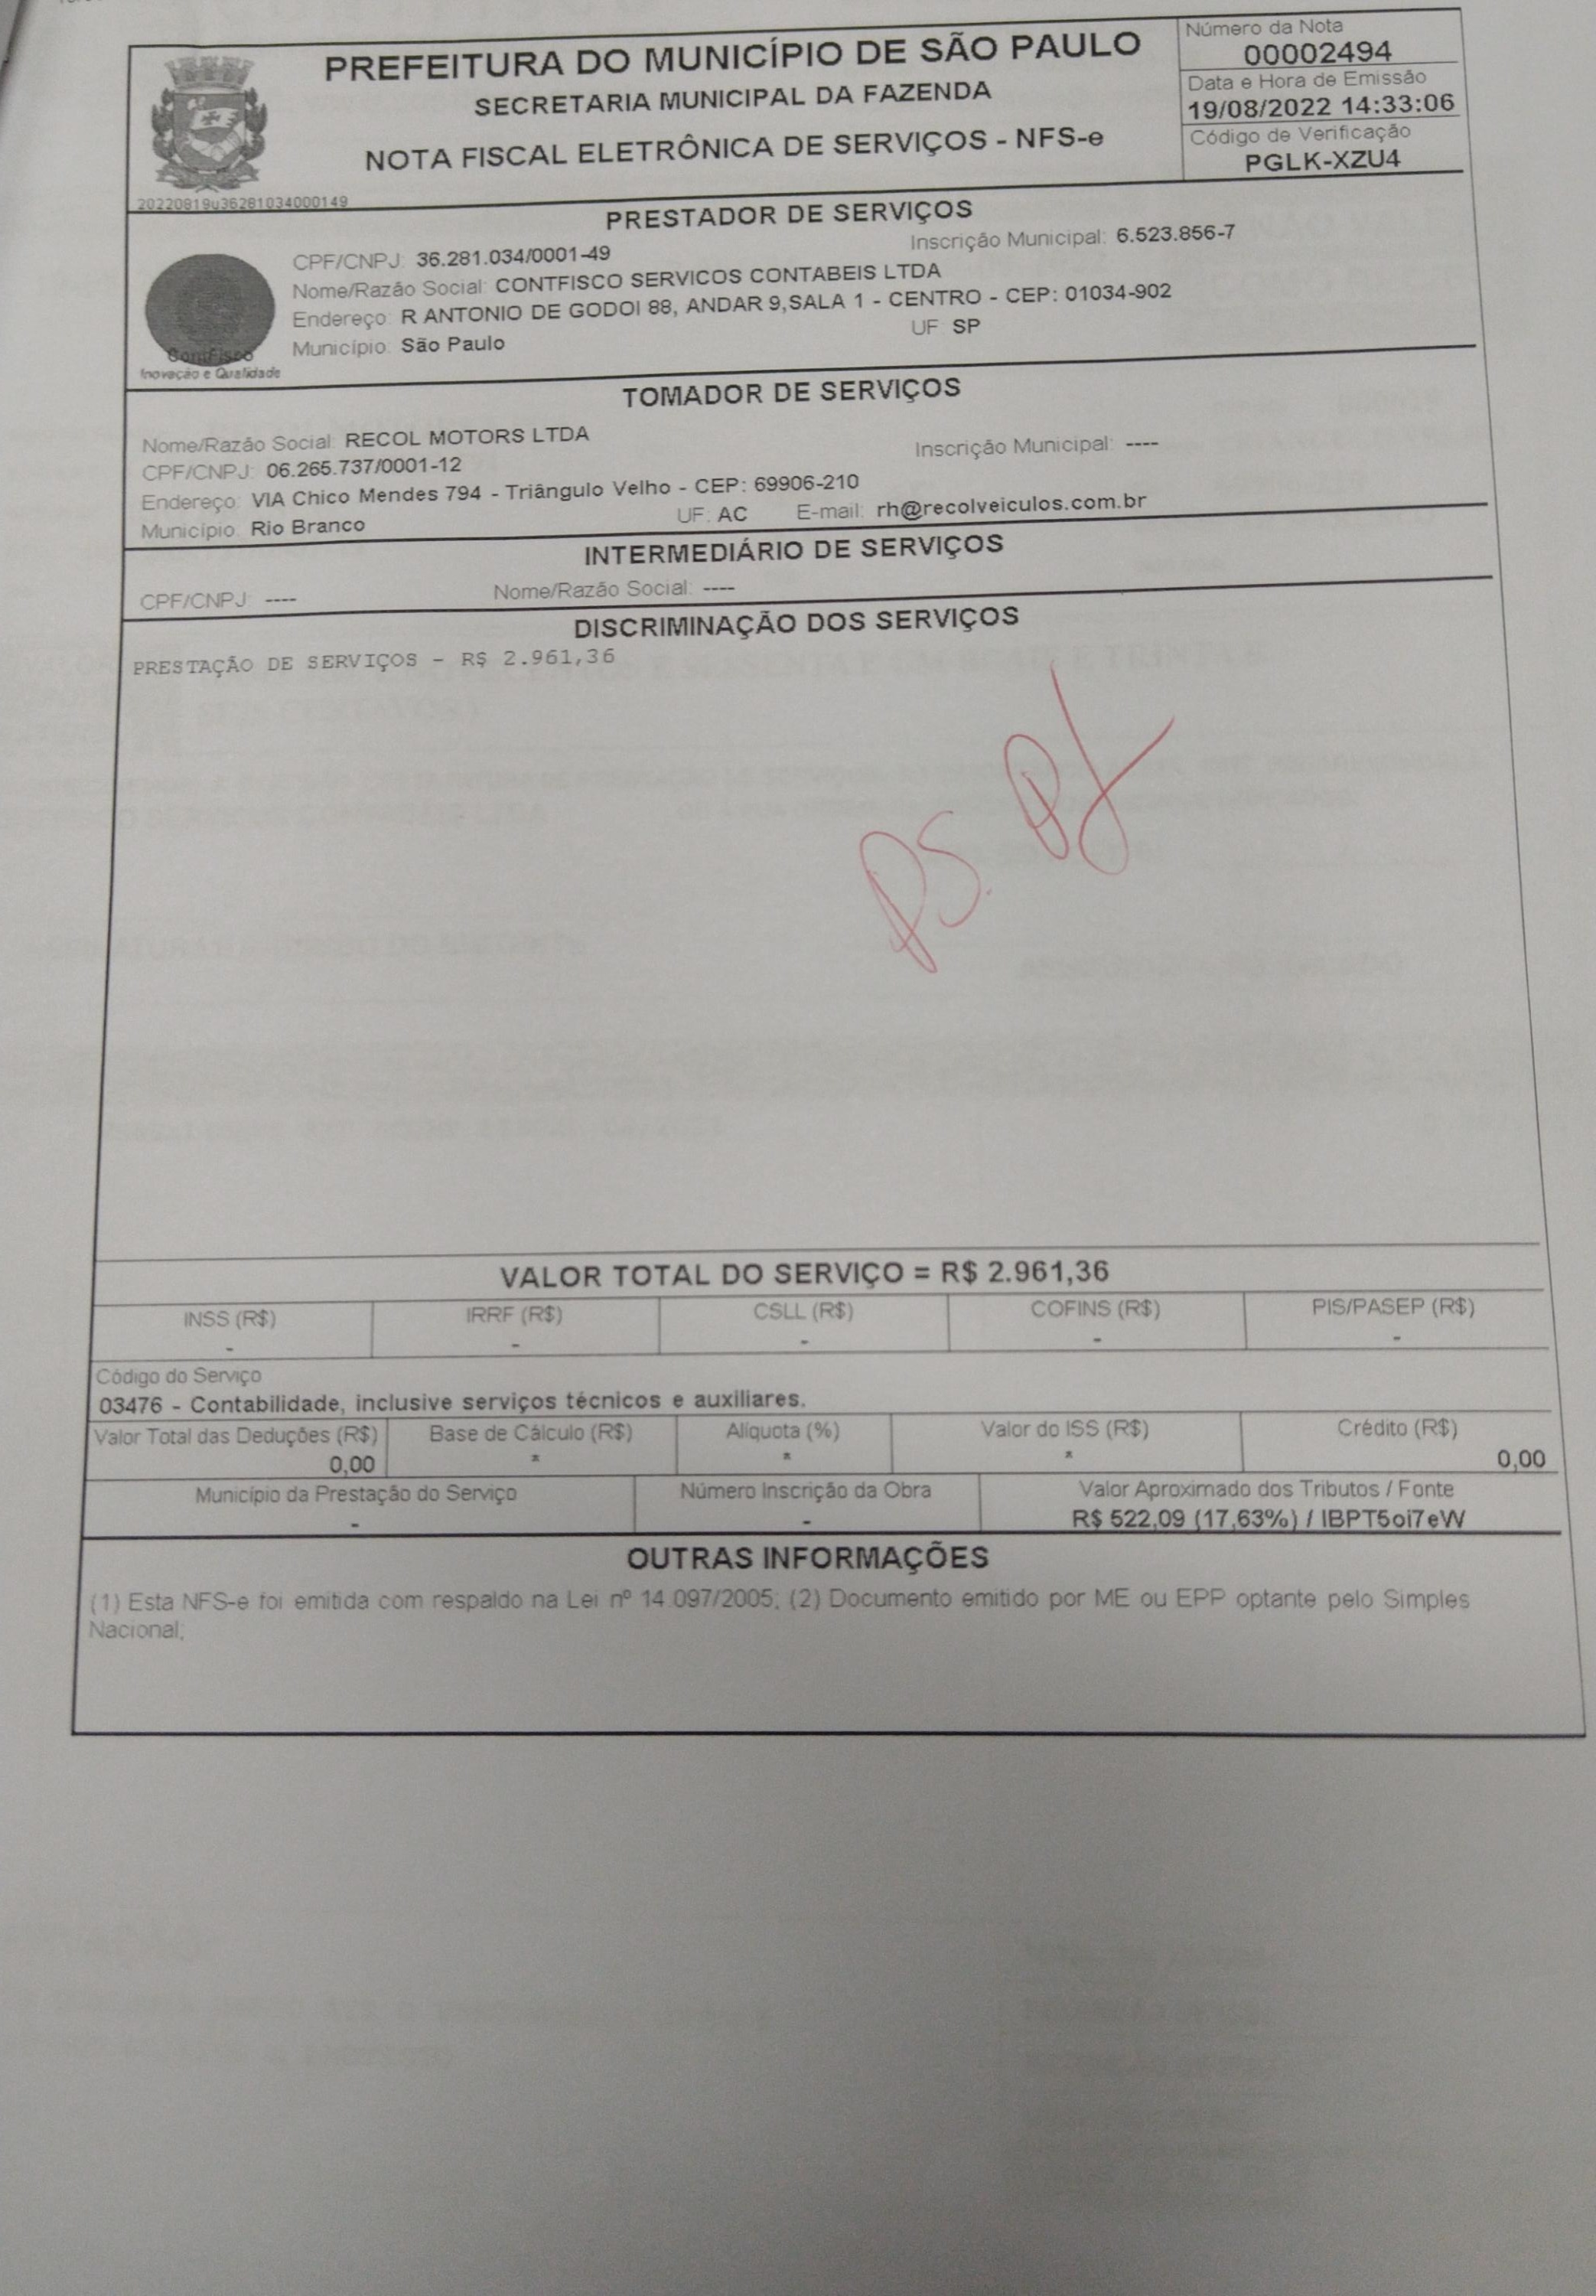 PREFEITURA DO MUNICÍPIO DE SÃO PAULO
SECRETARIA MUNICIPAL DA FAZENDA
NOTA FISCAL ELETRÔNICA DE SERVIÇOS - NFS-e
20220819u36281034000149
Número da Nota
00002494
Data e Hora de Emissão
19/08/2022 14:33:06
Código de Verificação
PGLK-XZU4
PRESTADOR DE SERVIÇOS
CPF/CNPJ: 36.281.034/0001-49 Inscrição Municipal: 6.523.856-7
Nome/Razão Social: CONTFISCO SERVICOS CONTABEIS LTDA
Endereço: R ANTONIO DE GODOI 88, ANDAR 9,SALA 1 - CENTRO - CEP: 01034-902
Município: São Paulo UF: SP
ContFisco
Inovação e Qualidade
TOMADOR DE SERVIÇOS
Nome/Razão Social: RECOL MOTORS LTDA
CPF/CNPJ: 06.265.737/0001-12 Inscrição Municipal: ----
Endereço: VIA Chico Mendes 794 - Triângulo Velho - CEP: 69906-210
Município: Rio Branco UF: AC E-mail: rh@recolveiculos.com.br
INTERMEDIÁRIO DE SERVIÇOS
CPF/CNPJ: ---- Nome/Razão Social: ----
DISCRIMINAÇÃO DOS SERVIÇOS
PRESTAÇÃO DE SERVIÇOS - R$ 2.961,36
VALOR TOTAL DO SERVIÇO = R$ 2.961,36
INSS (R$) IRRF (R$) CSLL (R$) COFINS (R$) PIS/PASEP (R$)
- - - - -
Código do Serviço
03476 - Contabilidade, inclusive serviços técnicos e auxiliares.
Valor Total das Deduções (R$) Base de Cálculo (R$) Alíquota (%) Valor do ISS (R$) Crédito (R$)
0,00 * * * 0,00
Município da Prestação do Serviço Número Inscrição da Obra Valor Aproximado dos Tributos / Fonte
- - R$ 522,09 (17,63%) / IBPT5oi7eW
OUTRAS INFORMAÇÕES
(1) Esta NFS-e foi emitida com respaldo na Lei nº 14.097/2005; (2) Documento emitido por ME ou EPP optante pelo Simples
Nacional;